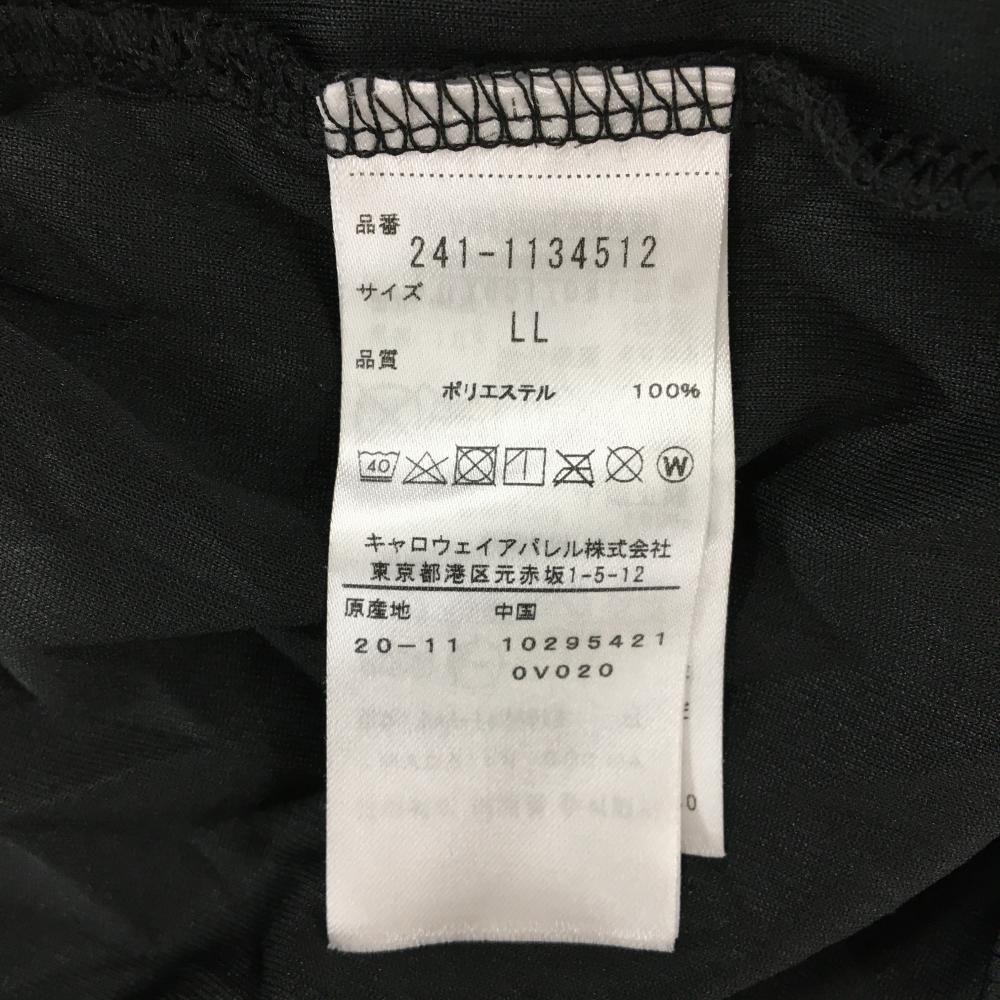 品番
241-1134512
サイズ
LL
品質
ポリエステル 100%
40 W
キャロウェイアパレル株式会社
東京都港区元赤坂1-5-12
原産地 中国
20-11 10295421
0V020